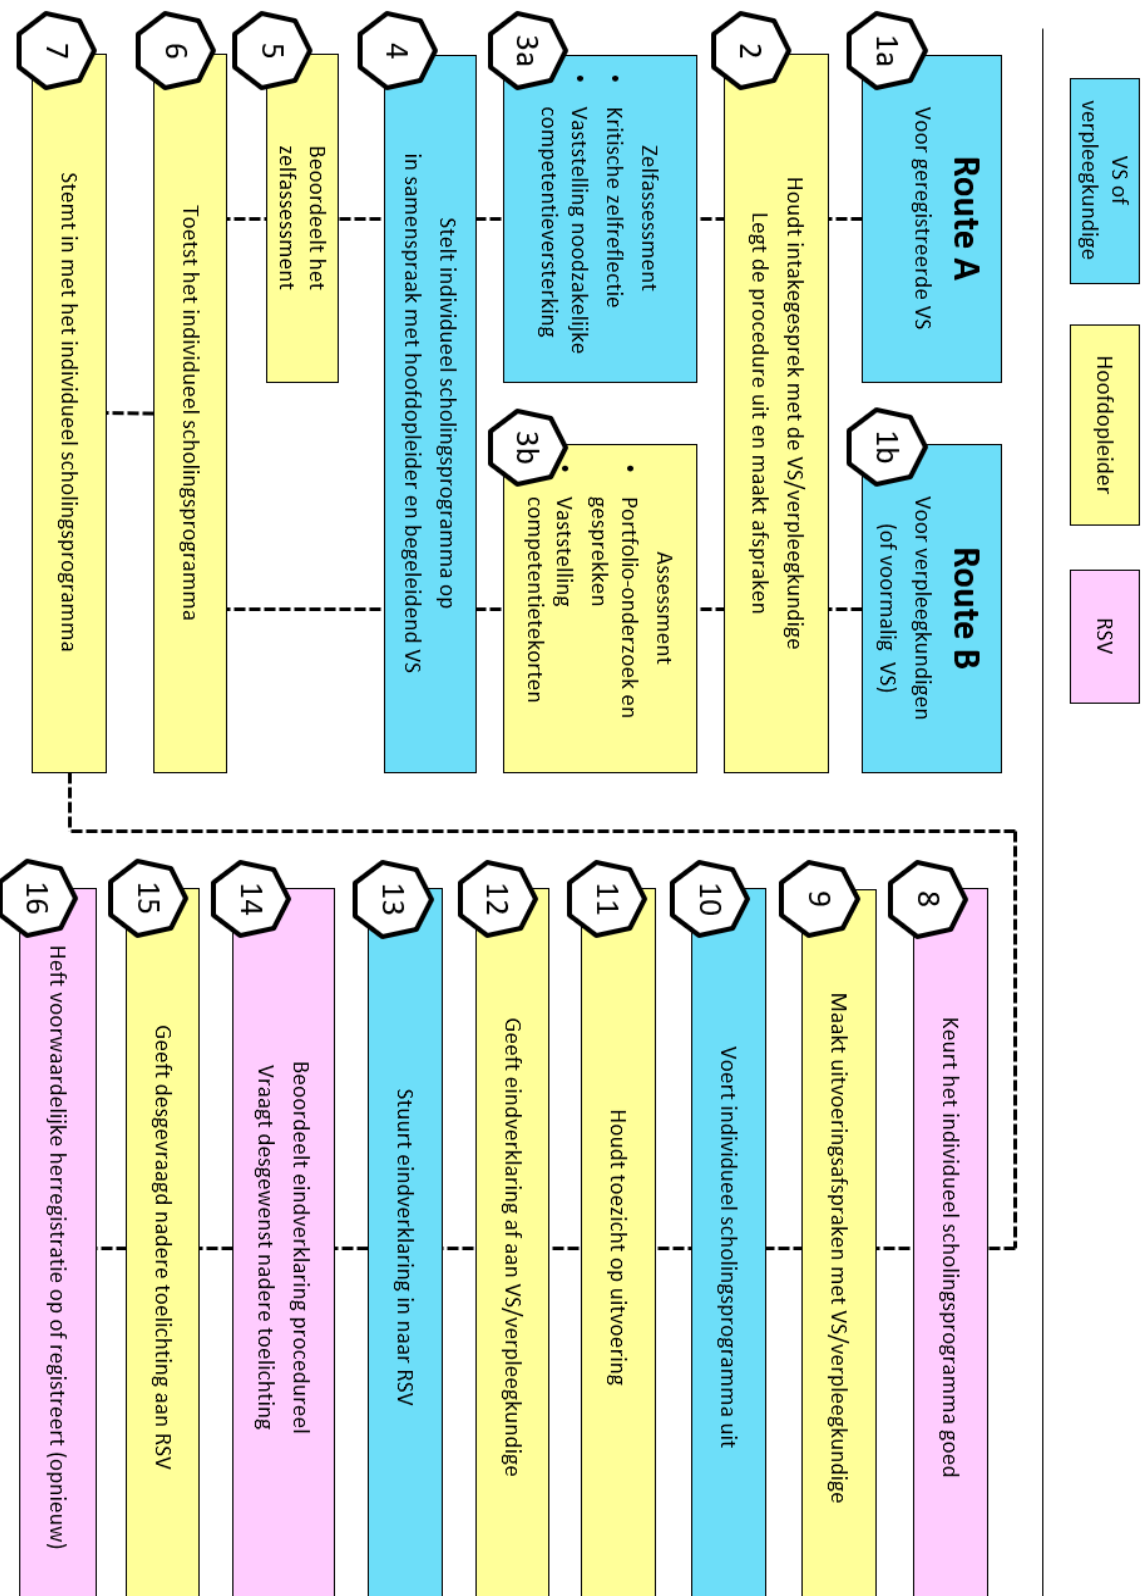 VS of
verpleegkundige
Hoofdopleider
RSV
1a
Route A
Voor geregistreerde VS
1b
Route B
Voor verpleegkundigen
(of voormalig VS)
2
Houdt intakegesprek met de VS/verpleegkundige
Legt de procedure uit en maakt afspraken
3a
Zelfassessment
• Kritische zelfreflectie
• Vaststelling noodzakelijke
competentieversterking
3b
Assessment
• Portfolio-onderzoek en
gesprekken
• Vaststelling
competentietekorten
4
Stelt individueel scholingsprogramma op
in samenspraak met hoofdopleider en begeleidend VS
5
Beoordeelt het
zelfassessment
6
Toetst het individueel scholingsprogramma
7
Stemt in met het individueel scholingsprogramma
8
Keurt het individueel scholingsprogramma goed
9
Maakt uitvoeringsafspraken met VS/verpleegkundige
10
Voert individueel scholingsprogramma uit
11
Houdt toezicht op uitvoering
12
Geeft eindverklaring af aan VS/verpleegkundige
13
Stuurt eindverklaring in naar RSV
14
Beoordeelt eindverklaring procedureel
Vraagt desgewenst nadere toelichting
15
Geeft desgevraagd nadere toelichting aan RSV
16
Heft voorwaardelijke herregistratie op of registreert (opnieuw)